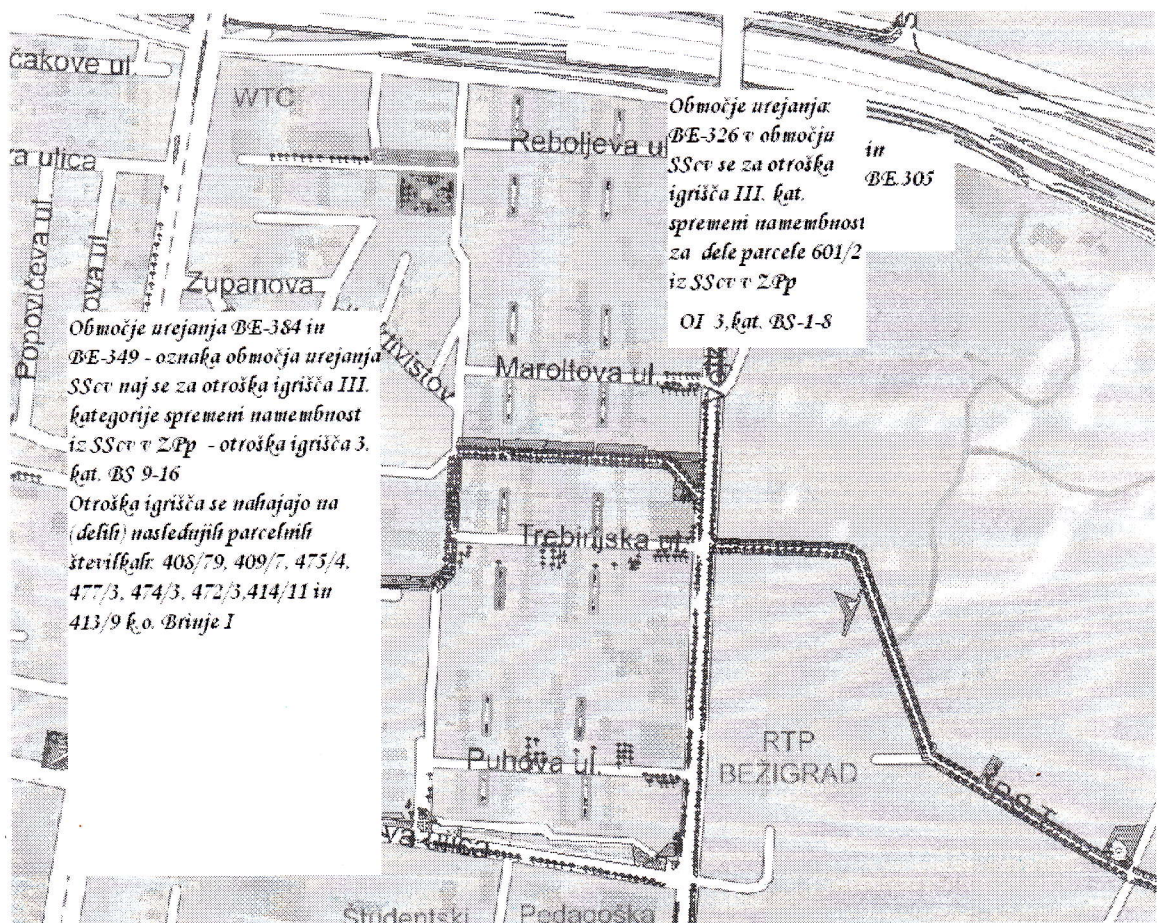 čakove ul.
WTC
Reboljeva ul
ra ulica
Popovičeva ul
ova ul.
Županova
Maroltova ul.
Trebinjska ul.
Puhova ul.
RTP
BEŽIGRAD
va ulica
Študentski
Pedagoška
Območje urejanja
BE-326 v območju
SScv se za otroška
igrišča III. kat.
spremeni namembnost
za dele parcele 601/2
iz SScv v ZPp
OI 3.kat. BS-1-8
in
BE 305
Območje urejanja BE-384 in
BE-349 - oznaka območja urejanja
SScv naj se za otroška igrišča III.
kategorije spremeni namembnost
iz SScv v ZPp - otroška igrišča 3.
kat. BS 9-16
Otroška igrišča se nahajajo na
(delih) naslednjih parcelnih
številkah: 408/79, 409/7, 475/4,
477/3, 474/3, 472/3,414/11 in
413/9 k.o. Brinje I